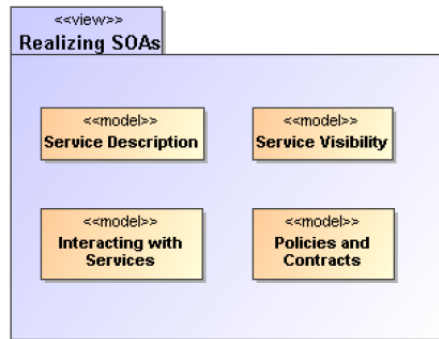 <<view>>
Realizing SOAs
<<model>>
Service Description
<<model>>
Service Visibility
<<model>>
Interacting with
Services
<<model>>
Policies and
Contracts